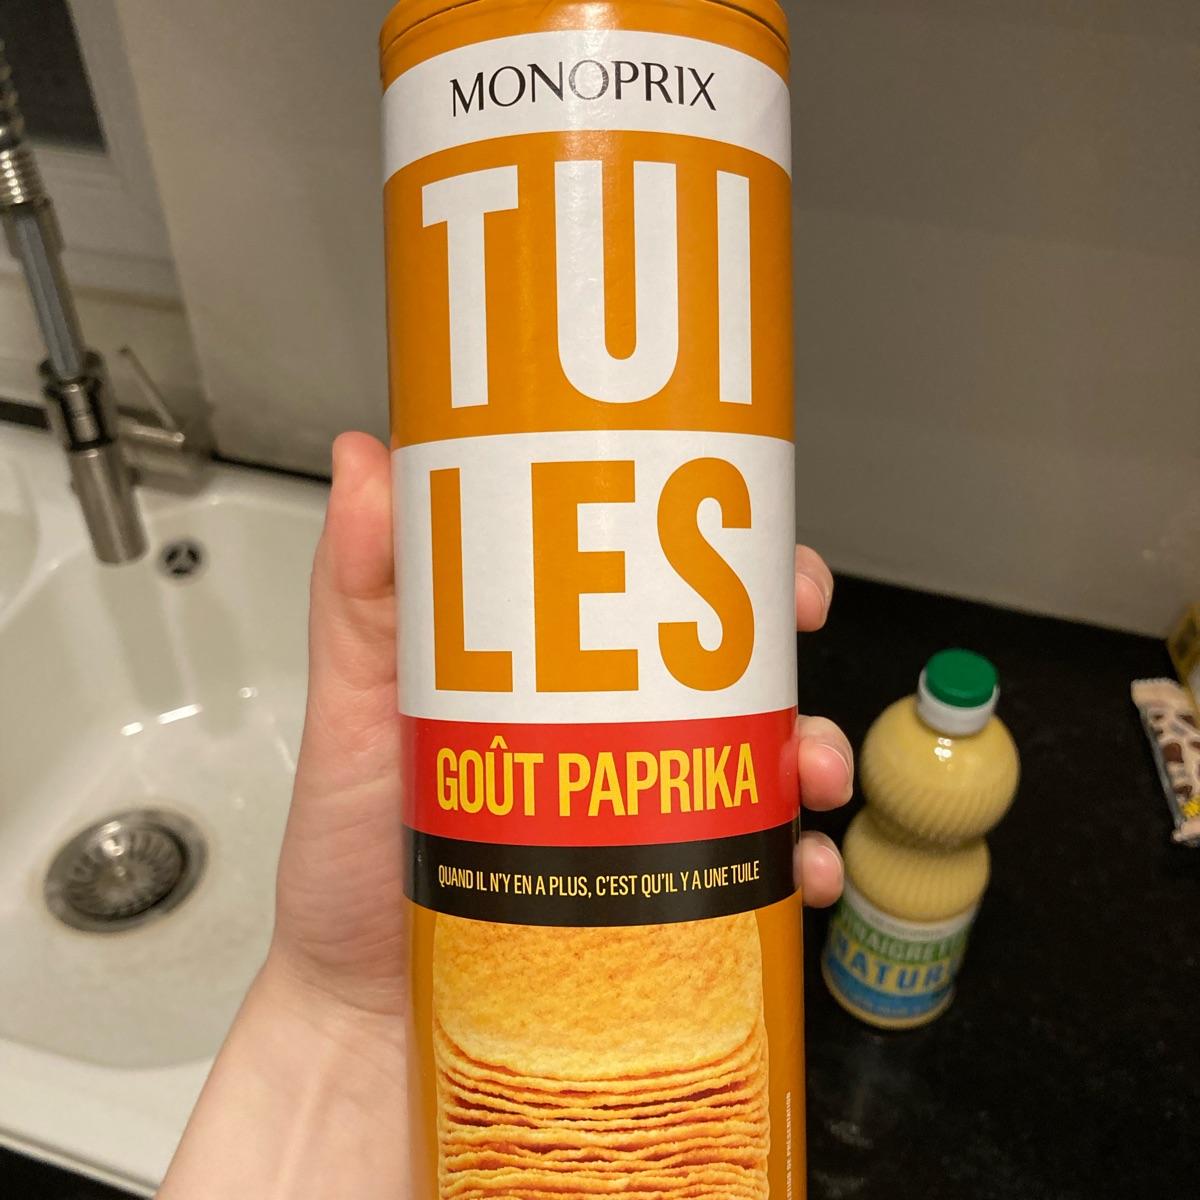 MONOPRIX
TUI
LES
GOÛT PAPRIKA
QUAND IL N'Y EN A PLUS, C'EST QU'IL Y A UNE TUILE